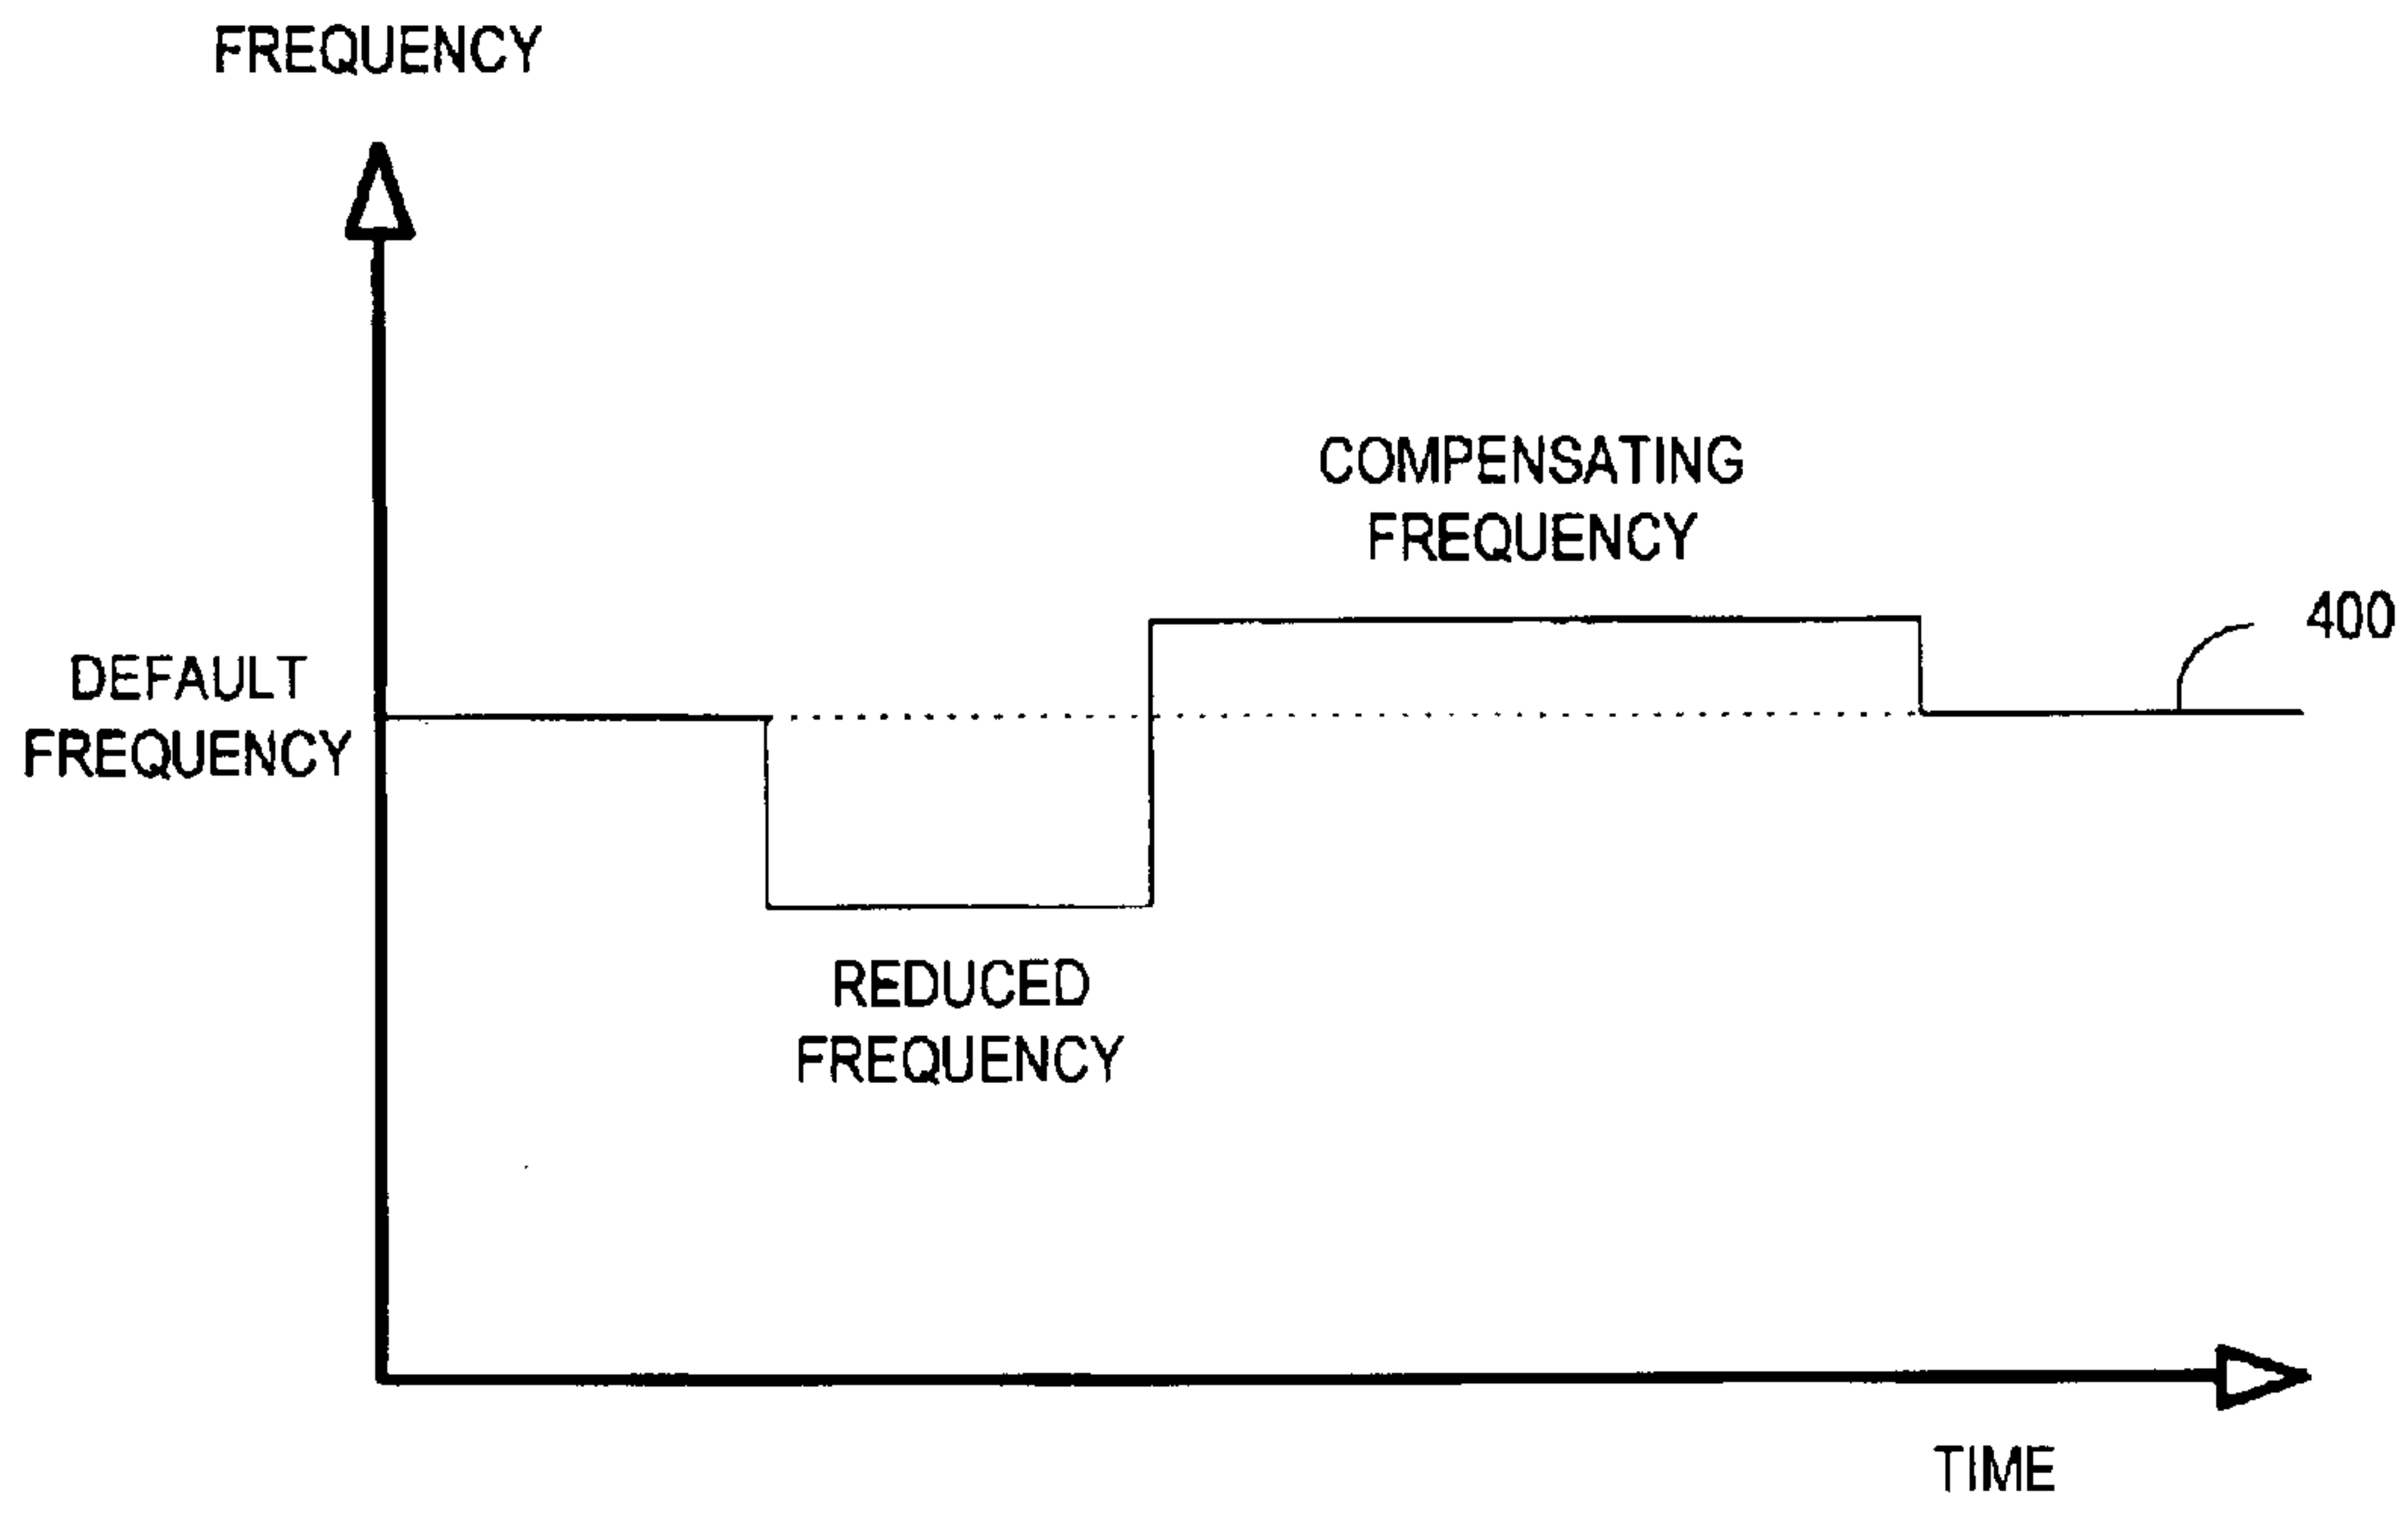 FREQUENCY
COMPENSATING
FREQUENCY
400
DEFAULT
FREQUENCY
REDUCED
FREQUENCY
TIME